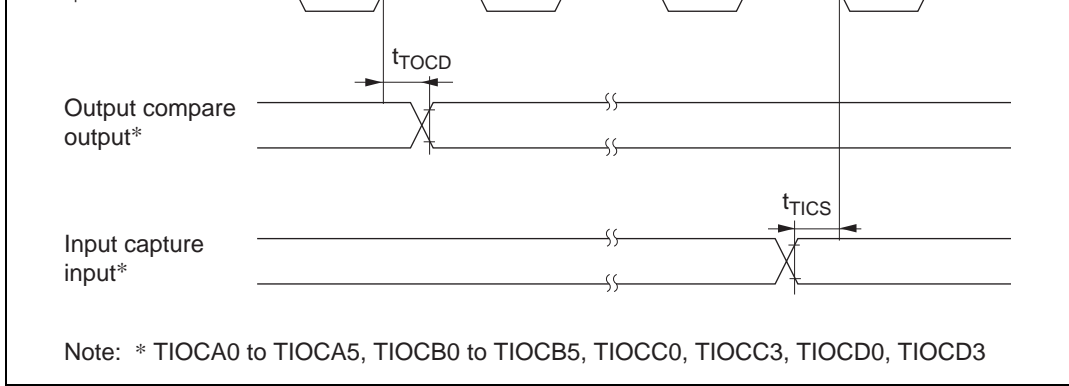 tTOCD
Output compare
output*
tTICS
Input capture
input*
Note: * TIOCA0 to TIOCA5, TIOCB0 to TIOCB5, TIOCC0, TIOCC3, TIOCD0, TIOCD3